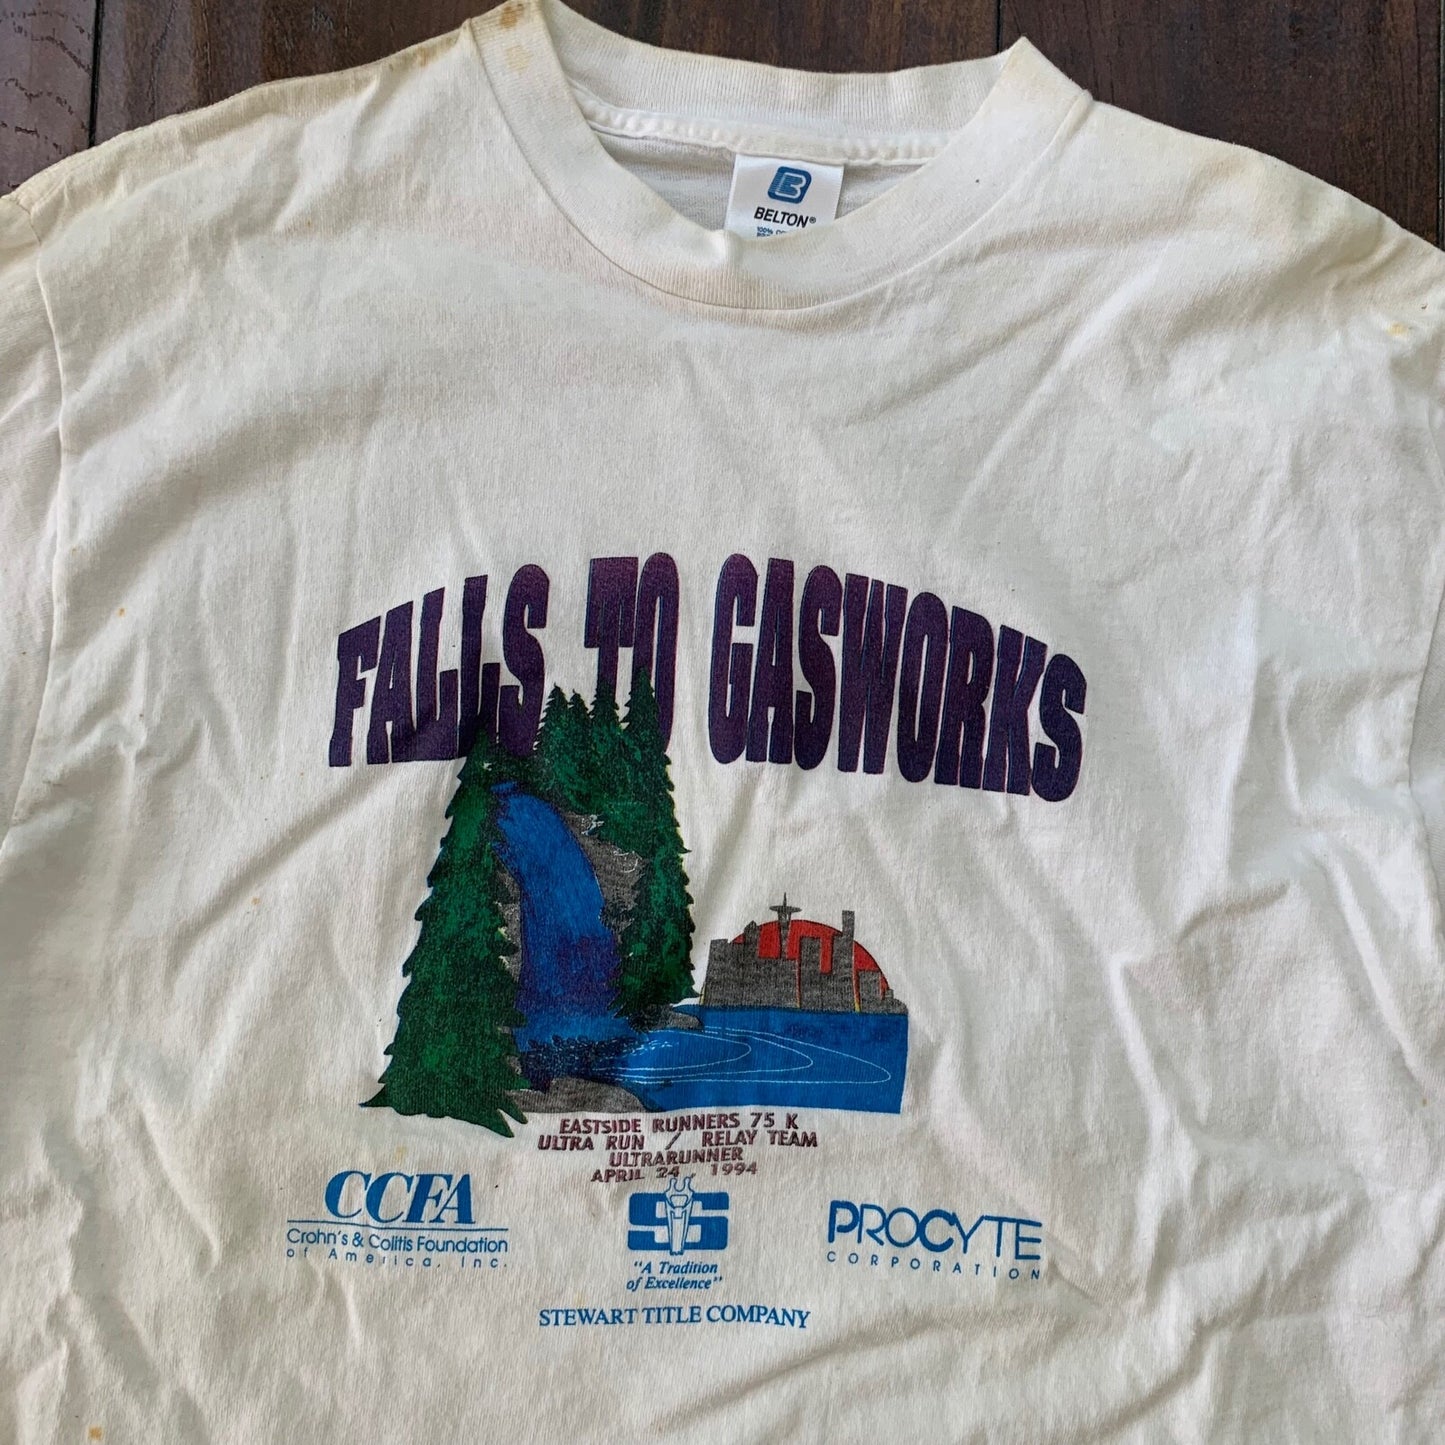 BELTON®
100%
FALLS TO GASWORKS
EASTSIDE RUNNERS 75 K
ULTRA RUN / RELAY TEAM
ULTRARUNNER
APRIL 24, 1994
CCFA
Crohn's & Colitis Foundation
of America, Inc.
"A Tradition
of Excellence"
STEWART TITLE COMPANY
PROCYTE
CORPORATION